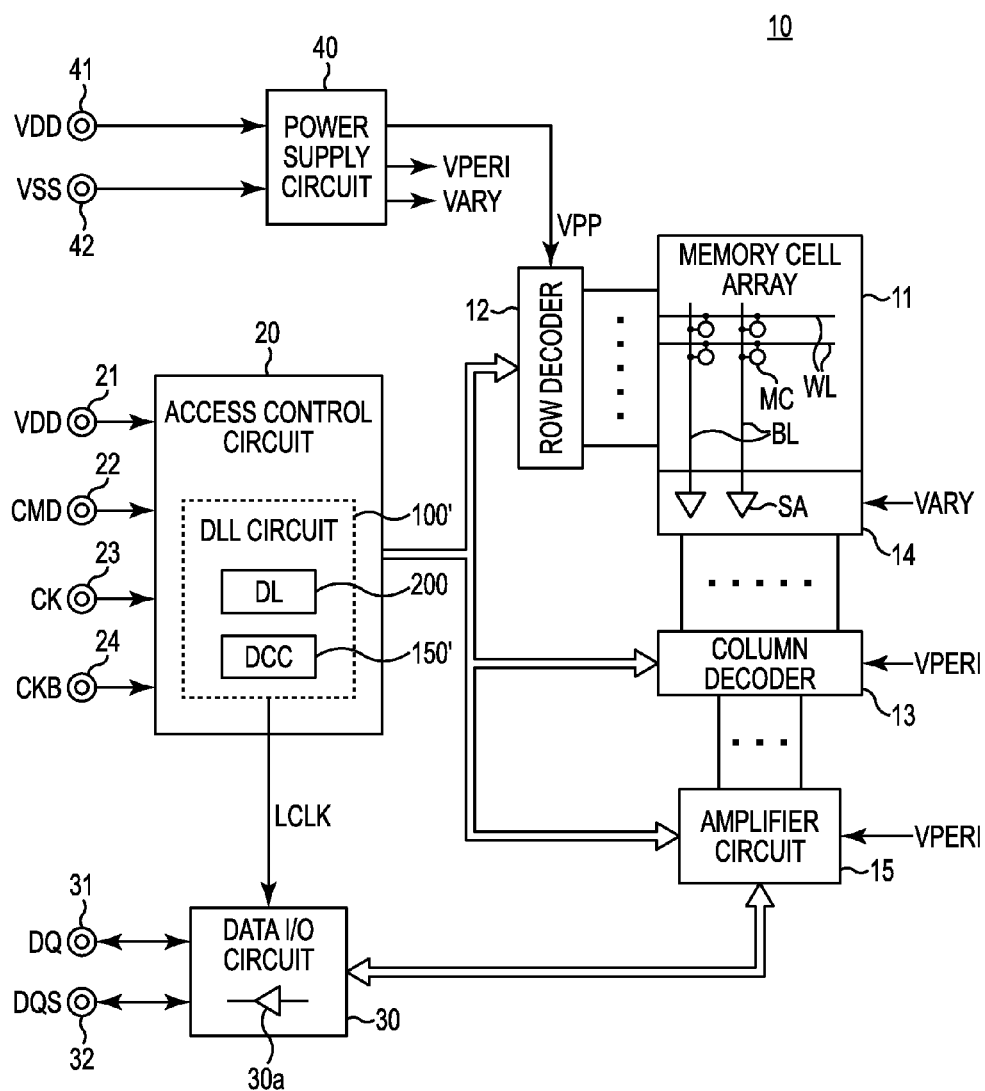 10
40
41
VDD
POWER
SUPPLY
CIRCUIT
VPERI
VARY
VSS
42
VPP
MEMORY CELL
ARRAY
11
12
ROW DECODER
WL
MC
BL
SA
VARY
14
20
21
VDD
ACCESS CONTROL
CIRCUIT
22
CMD
DLL CIRCUIT
100'
23
CK
DL
200
24
CKB
DCC
150'
COLUMN
DECODER
VPERI
13
LCLK
AMPLIFIER
CIRCUIT
VPERI
15
31
DQ
DATA I/O
CIRCUIT
DQS
32
30
30a